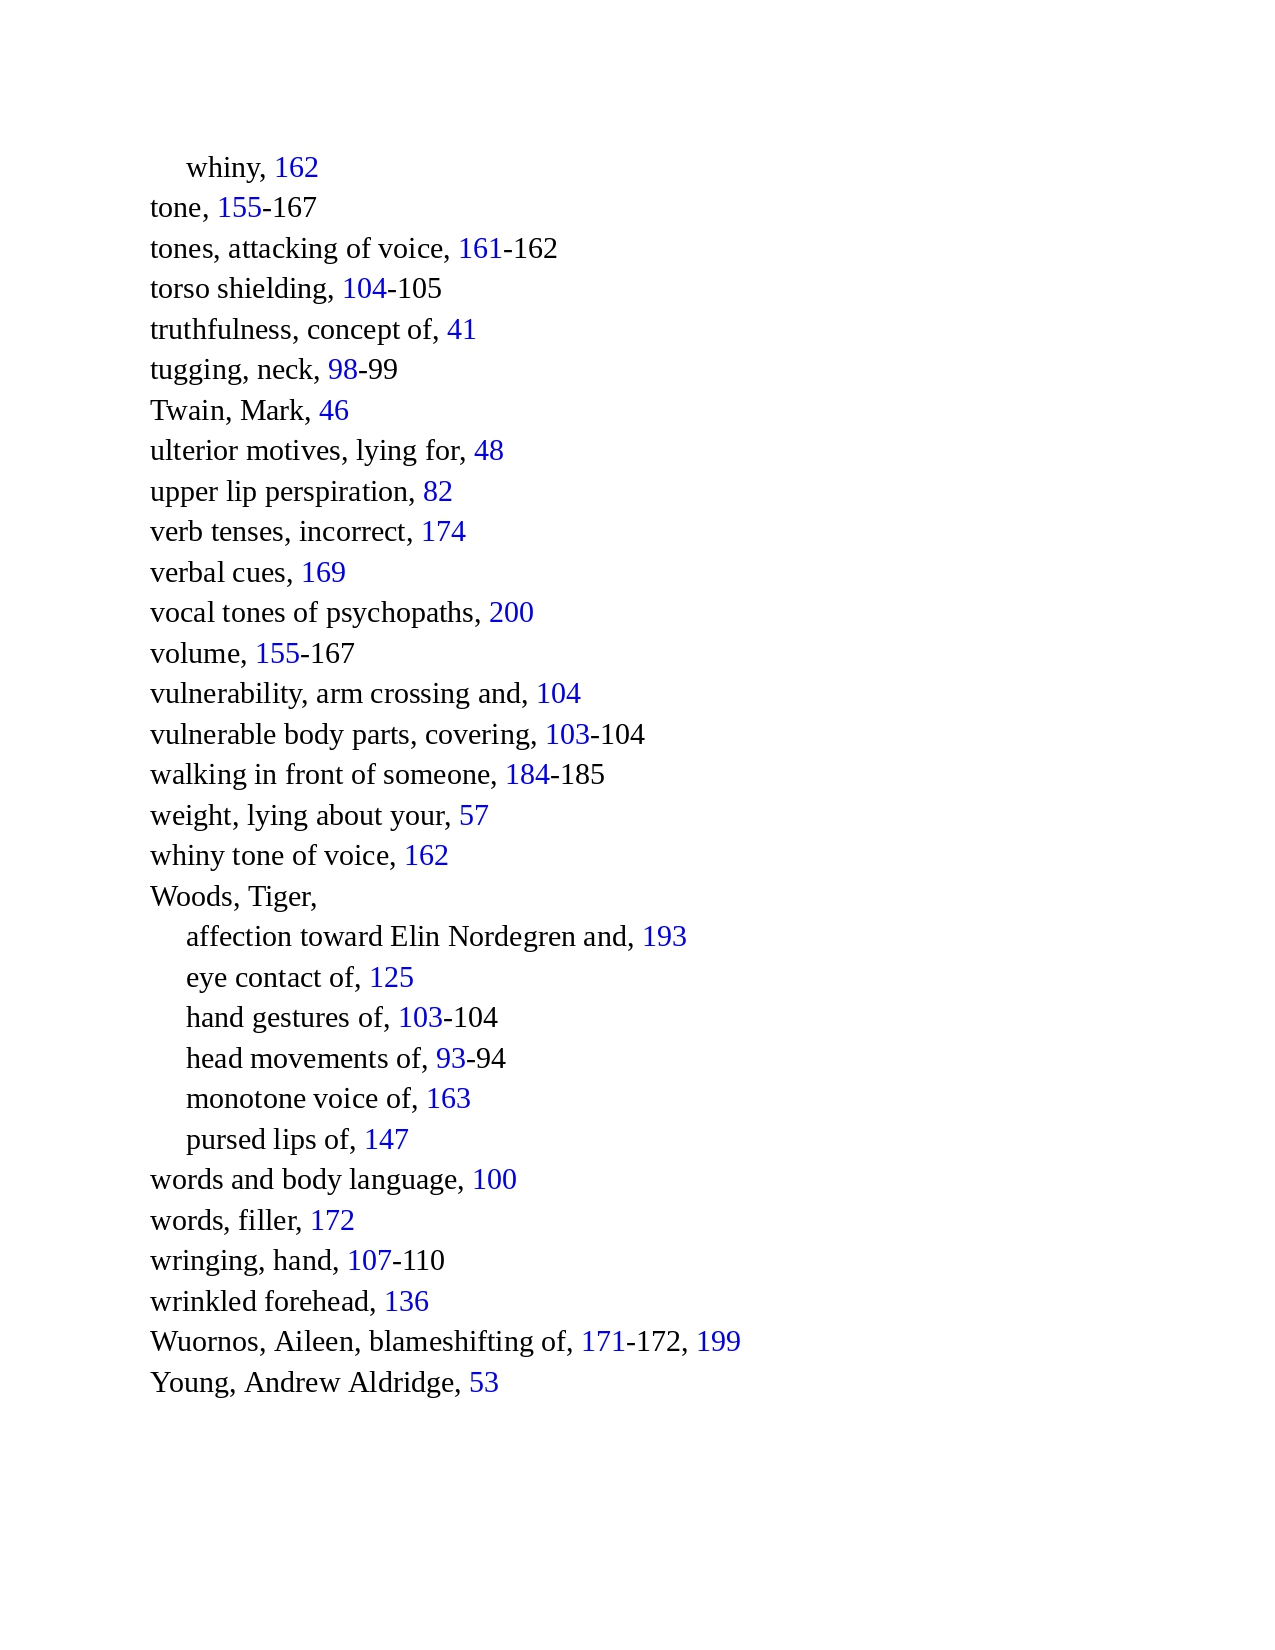 whiny, 162
tone, 155-167
tones, attacking of voice, 161-162
torso shielding, 104-105
truthfulness, concept of, 41
tugging, neck, 98-99
Twain, Mark, 46
ulterior motives, lying for, 48
upper lip perspiration, 82
verb tenses, incorrect, 174
verbal cues, 169
vocal tones of psychopaths, 200
volume, 155-167
vulnerability, arm crossing and, 104
vulnerable body parts, covering, 103-104
walking in front of someone, 184-185
weight, lying about your, 57
whiny tone of voice, 162
Woods, Tiger,
affection toward Elin Nordegren and, 193
eye contact of, 125
hand gestures of, 103-104
head movements of, 93-94
monotone voice of, 163
pursed lips of, 147
words and body language, 100
words, filler, 172
wringing, hand, 107-110
wrinkled forehead, 136
Wuornos, Aileen, blameshifting of, 171-172, 199
Young, Andrew Aldridge, 53